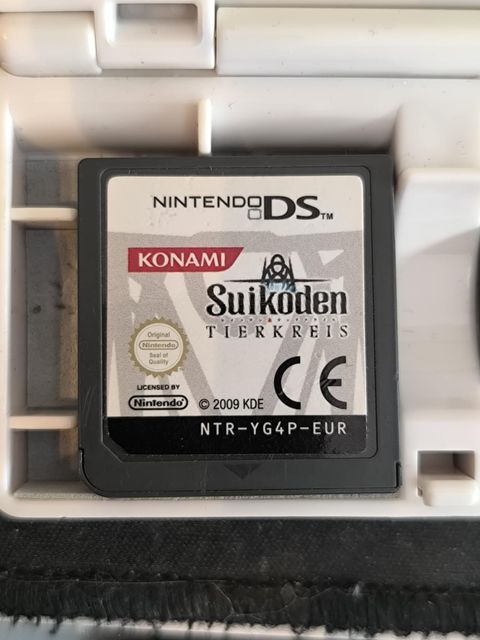 NINTENDO DS™
KONAMI
Suikoden
TIERKREIS
Original
Nintendo
Seal of
Quality
LICENSED BY
Nintendo
© 2009 KDE
CE
NTR-YG4P-EUR